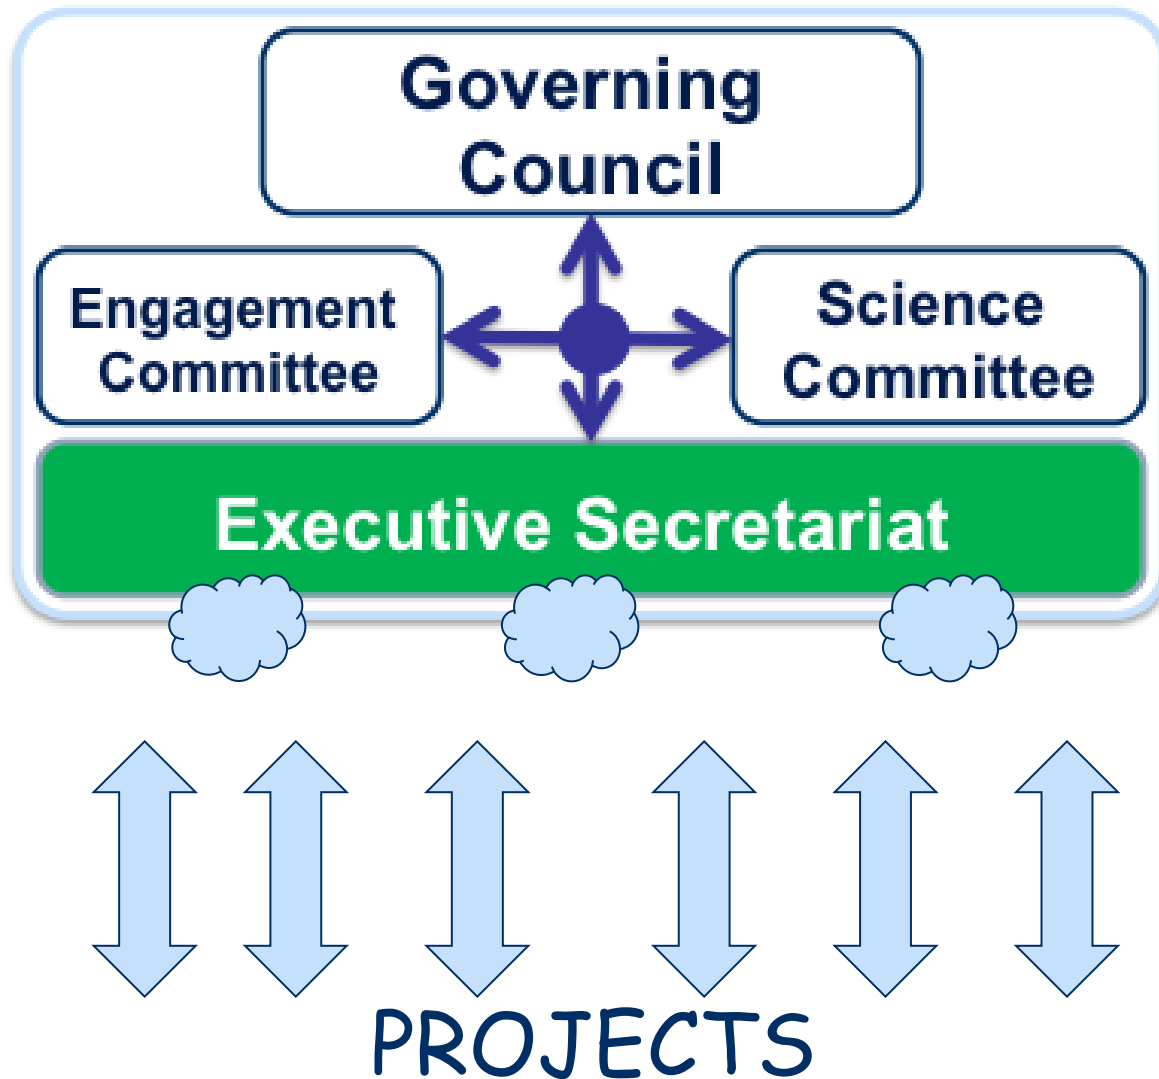 Governing
Council
Engagement
Committee
Science
Committee
Executive Secretariat
PROJECTS